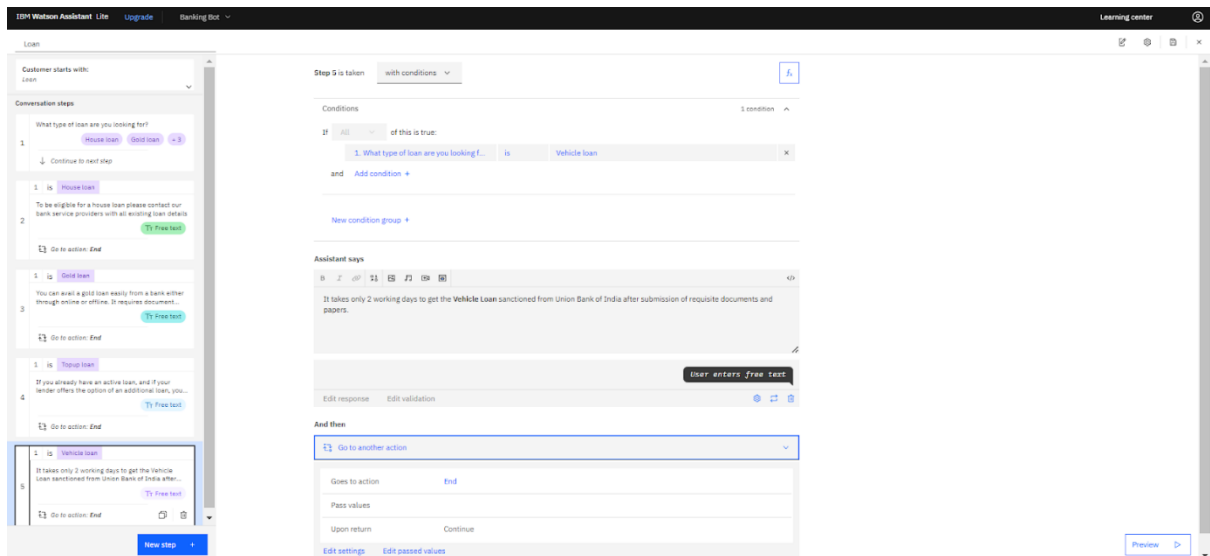 IBM Watson Assistant Lite Upgrade Banking Bot Learning center
Loan
Customer starts with:
Loan
Conversation steps
1
What type of loan are you looking for?
House loan Gold loan + 3
Continue to next step
2
1 is House loan
To be eligible for a house loan please contact our
bank service providers with all existing loan details
Free text
Go to action: End
3
1 is Gold loan
You can avail a gold loan easily from a bank either
through online or offline. It requires document...
Free text
Go to action: End
4
1 is Topup loan
If you already have an active loan, and if your
lender offers the option of an additional loan, you...
Free text
Go to action: End
5
1 is Vehicle loan
It takes only 2 working days to get the Vehicle
Loan sanctioned from Union Bank of India after...
Free text
Go to action: End
New step +
Step 5 is taken with conditions
fx
Conditions 1 condition
If All of this is true:
1. What type of loan are you looking f... is Vehicle loan
and Add condition +
New condition group +
Assistant says
B I
It takes only 2 working days to get the Vehicle Loan sanctioned from Union Bank of India after submission of requisite documents and
papers.
User enters free text
Edit response Edit validation
And then
Go to another action
Goes to action End
Pass values
Upon return Continue
Edit settings Edit passed values
Preview